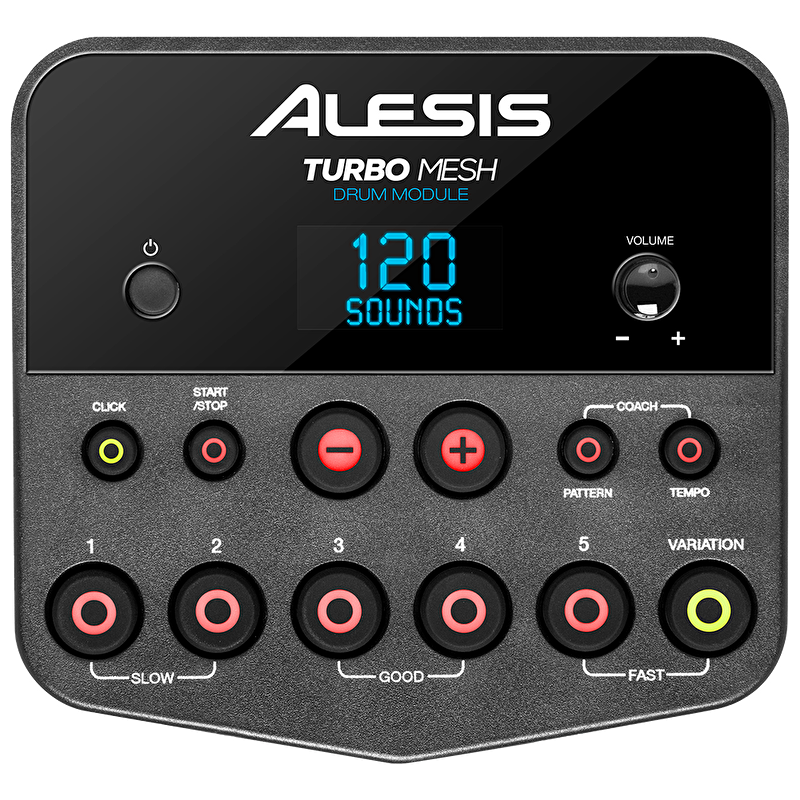 ALESIS
TURBO MESH
DRUM MODULE
120
SOUNDS
VOLUME
- +
CLICK
START
/STOP
- +
COACH
PATTERN
TEMPO
1 2 3 4 5 VARIATION
SLOW GOOD FAST